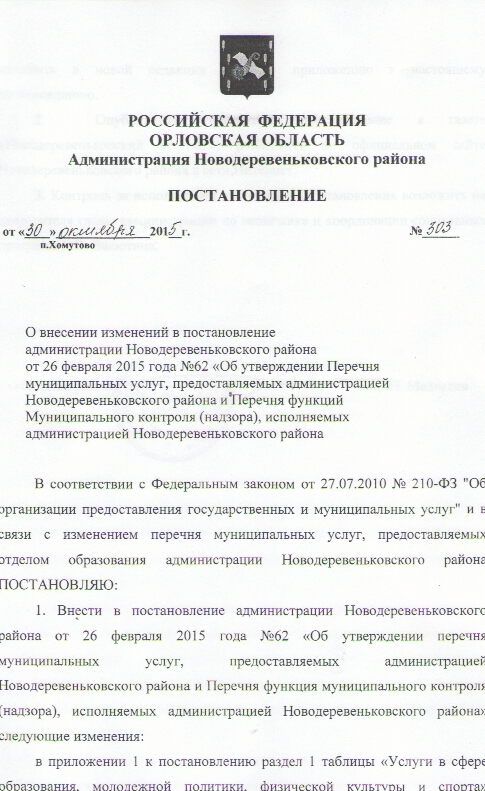 РОССИЙСКАЯ ФЕДЕРАЦИЯ
ОРЛОВСКАЯ ОБЛАСТЬ
Администрация Новодеревеньковского района
ПОСТАНОВЛЕНИЕ
от «30» октября 2015 г. № 303
п.Хомутово
О внесении изменений в постановление
администрации Новодеревеньковского района
от 26 февраля 2015 года №62 «Об утверждении Перечня
муниципальных услуг, предоставляемых администрацией
Новодеревеньковского района и Перечня функций
Муниципального контроля (надзора), исполняемых
администрацией Новодеревеньковского района
В соответствии с Федеральным законом от 27.07.2010 № 210-ФЗ "Об
организации предоставления государственных и муниципальных услуг" и в
связи с изменением перечня муниципальных услуг, предоставляемых
отделом образования администрации Новодеревеньковского района
ПОСТАНОВЛЯЮ:
1. Внести в постановление администрации Новодеревеньковского
района от 26 февраля 2015 года №62 «Об утверждении перечня
муниципальных услуг, предоставляемых администрацией
Новодеревеньковского района и Перечня функция муниципального контроля
(надзора), исполняемых администрацией Новодеревеньковского района»
следующие изменения:
в приложении 1 к постановлению раздел 1 таблицы «Услуги в сфере
образования, молодежной политики, физической культуры и спорта»